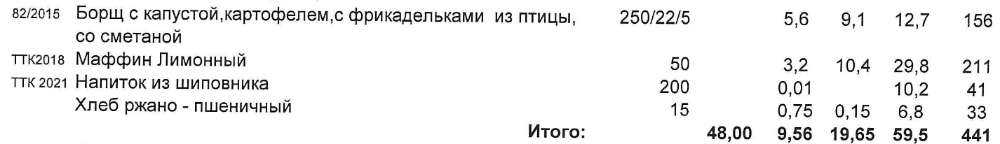 82/2015 Борщ с капустой,картофелем,с фрикадельками из птицы, 250/22/5 5,6 9,1 12,7 156
со сметаной
ТТК2018 Маффин Лимонный 50 3,2 10,4 29,8 211
ТТК 2021 Напиток из шиповника 200 0,01 10,2 41
Хлеб ржано - пшеничный 15 0,75 0,15 6,8 33
Итого: 48,00 9,56 19,65 59,5 441